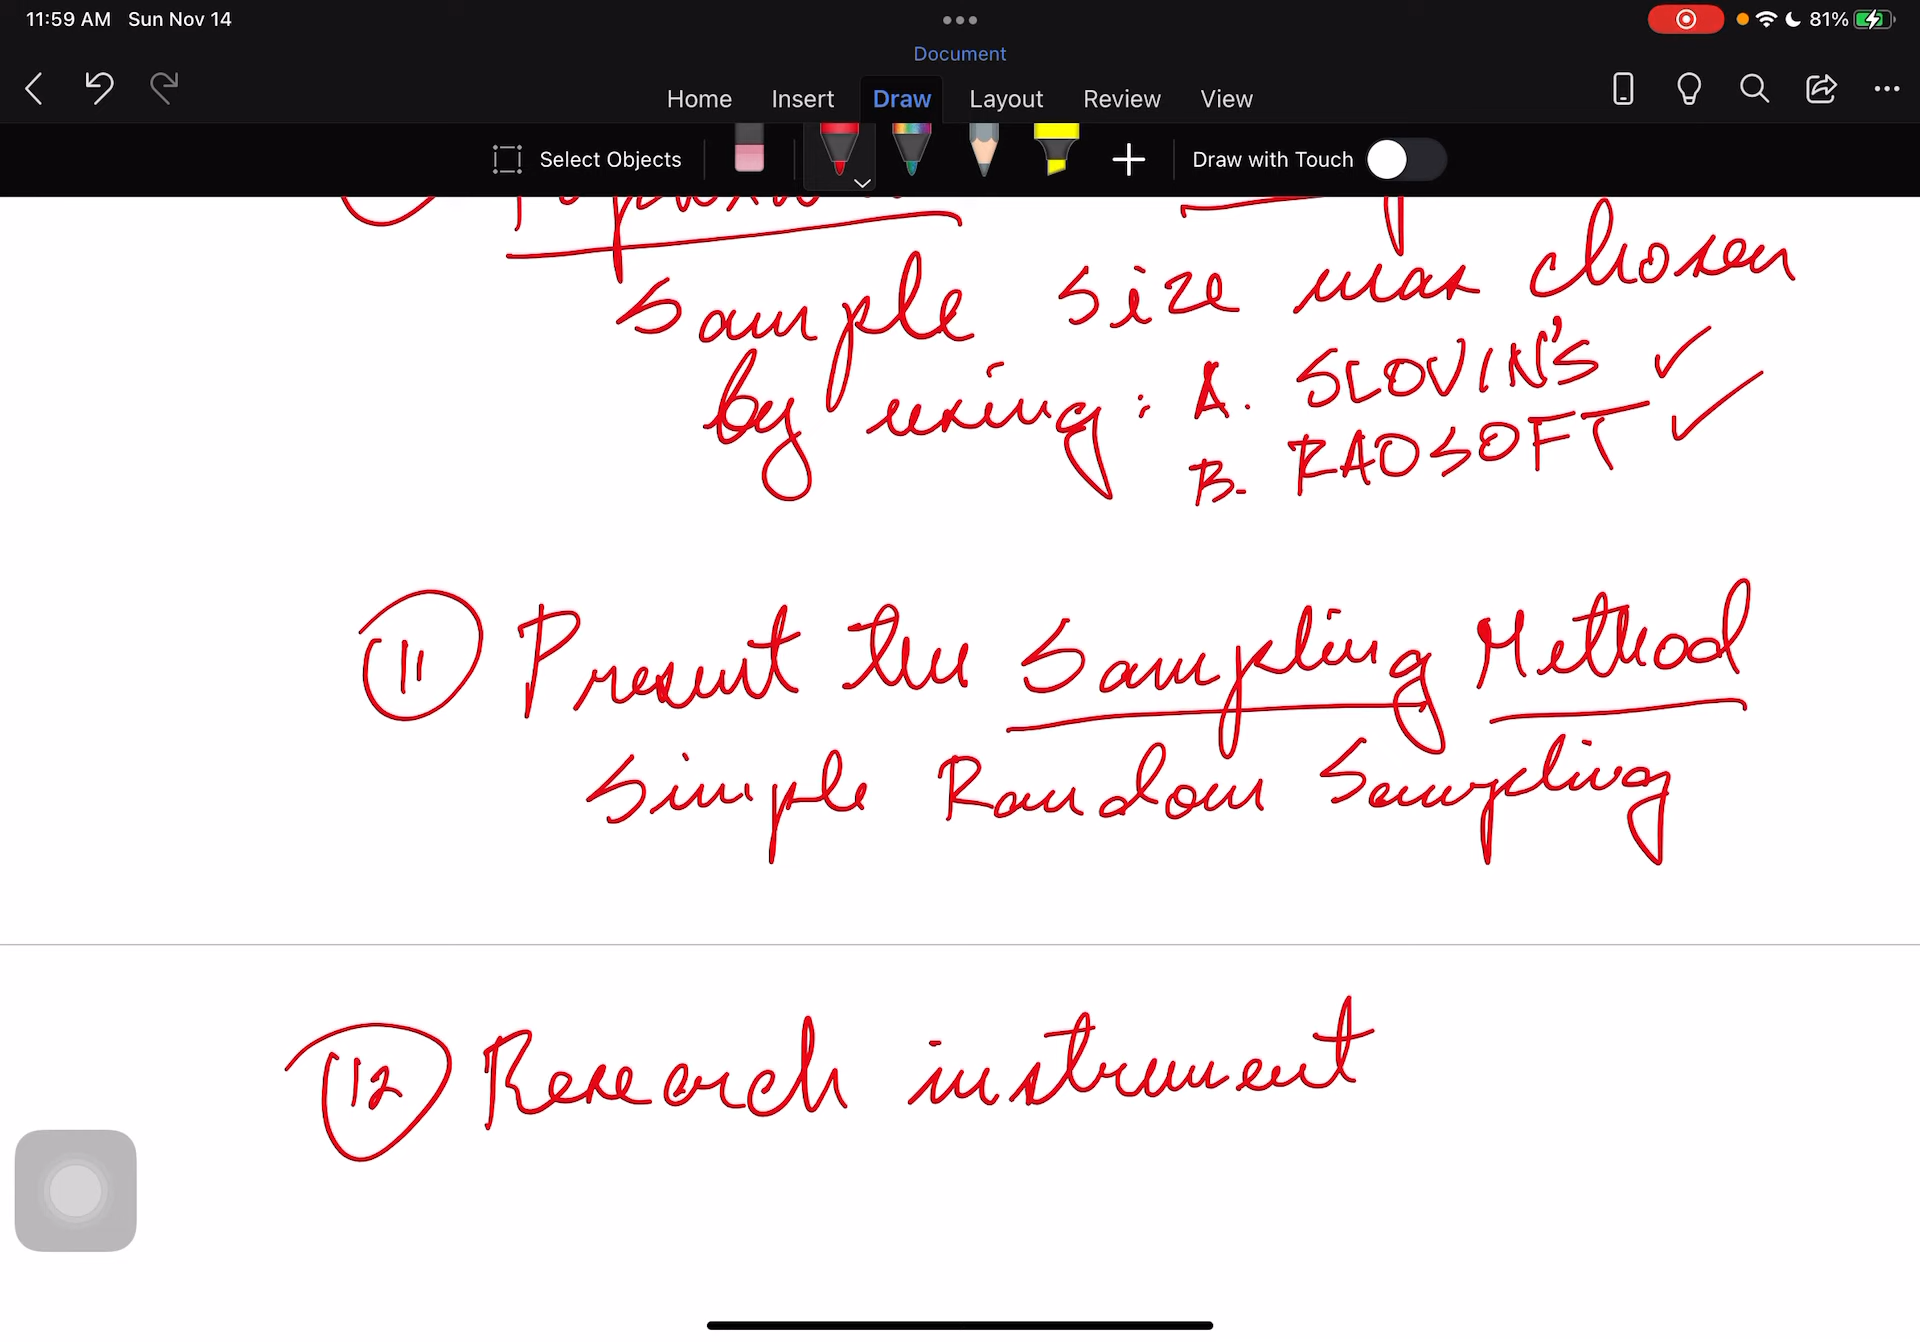 11:59 AM Sun Nov 14
81%
Document
Home Insert Draw Layout Review View
Select Objects
Draw with Touch
Sample size was chosen
by using: A. SLOVIN'S
B. RAOSOFT
11 Present the Sampling Method
Simple Random Sampling
12 Research instrument